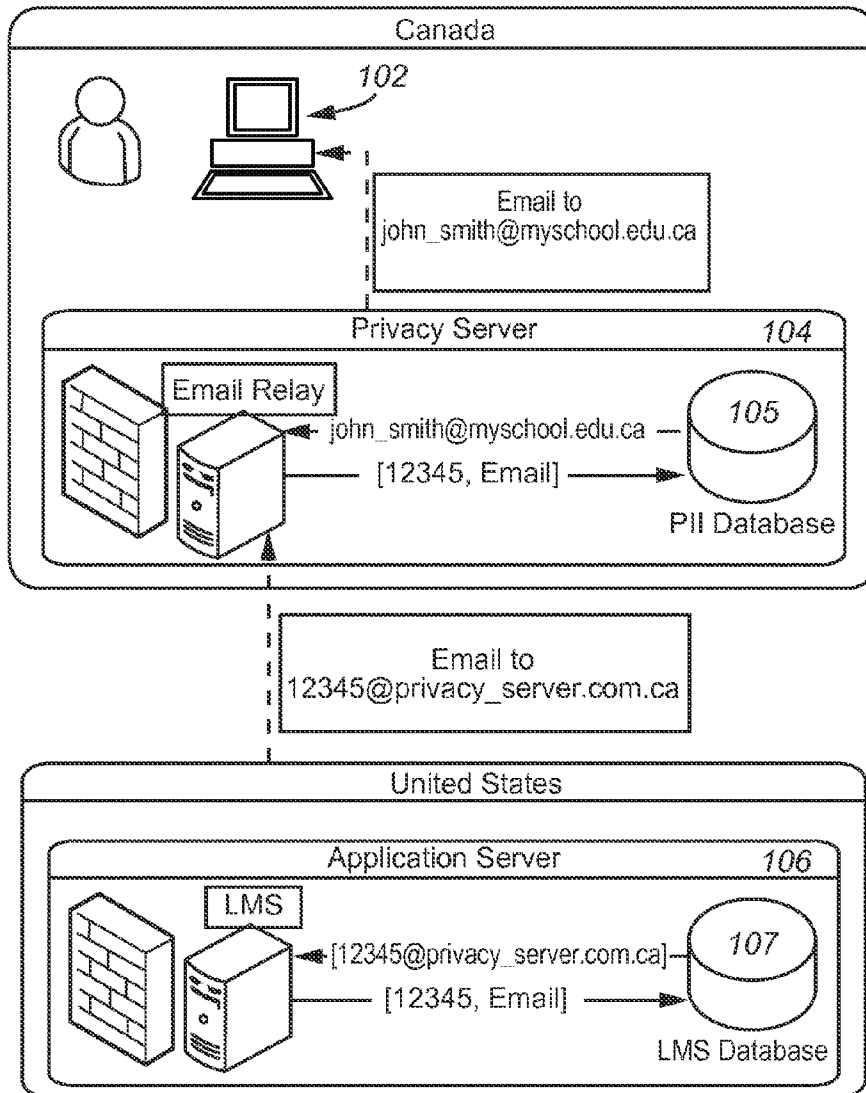 Canada
102
Email to
john_smith@myschool.edu.ca
Privacy Server 104
Email Relay
john_smith@myschool.edu.ca
105
[12345, Email]
PII Database
Email to
12345@privacy_server.com.ca
United States
Application Server 106
LMS
[12345@privacy_server.com.ca]
107
[12345, Email]
LMS Database